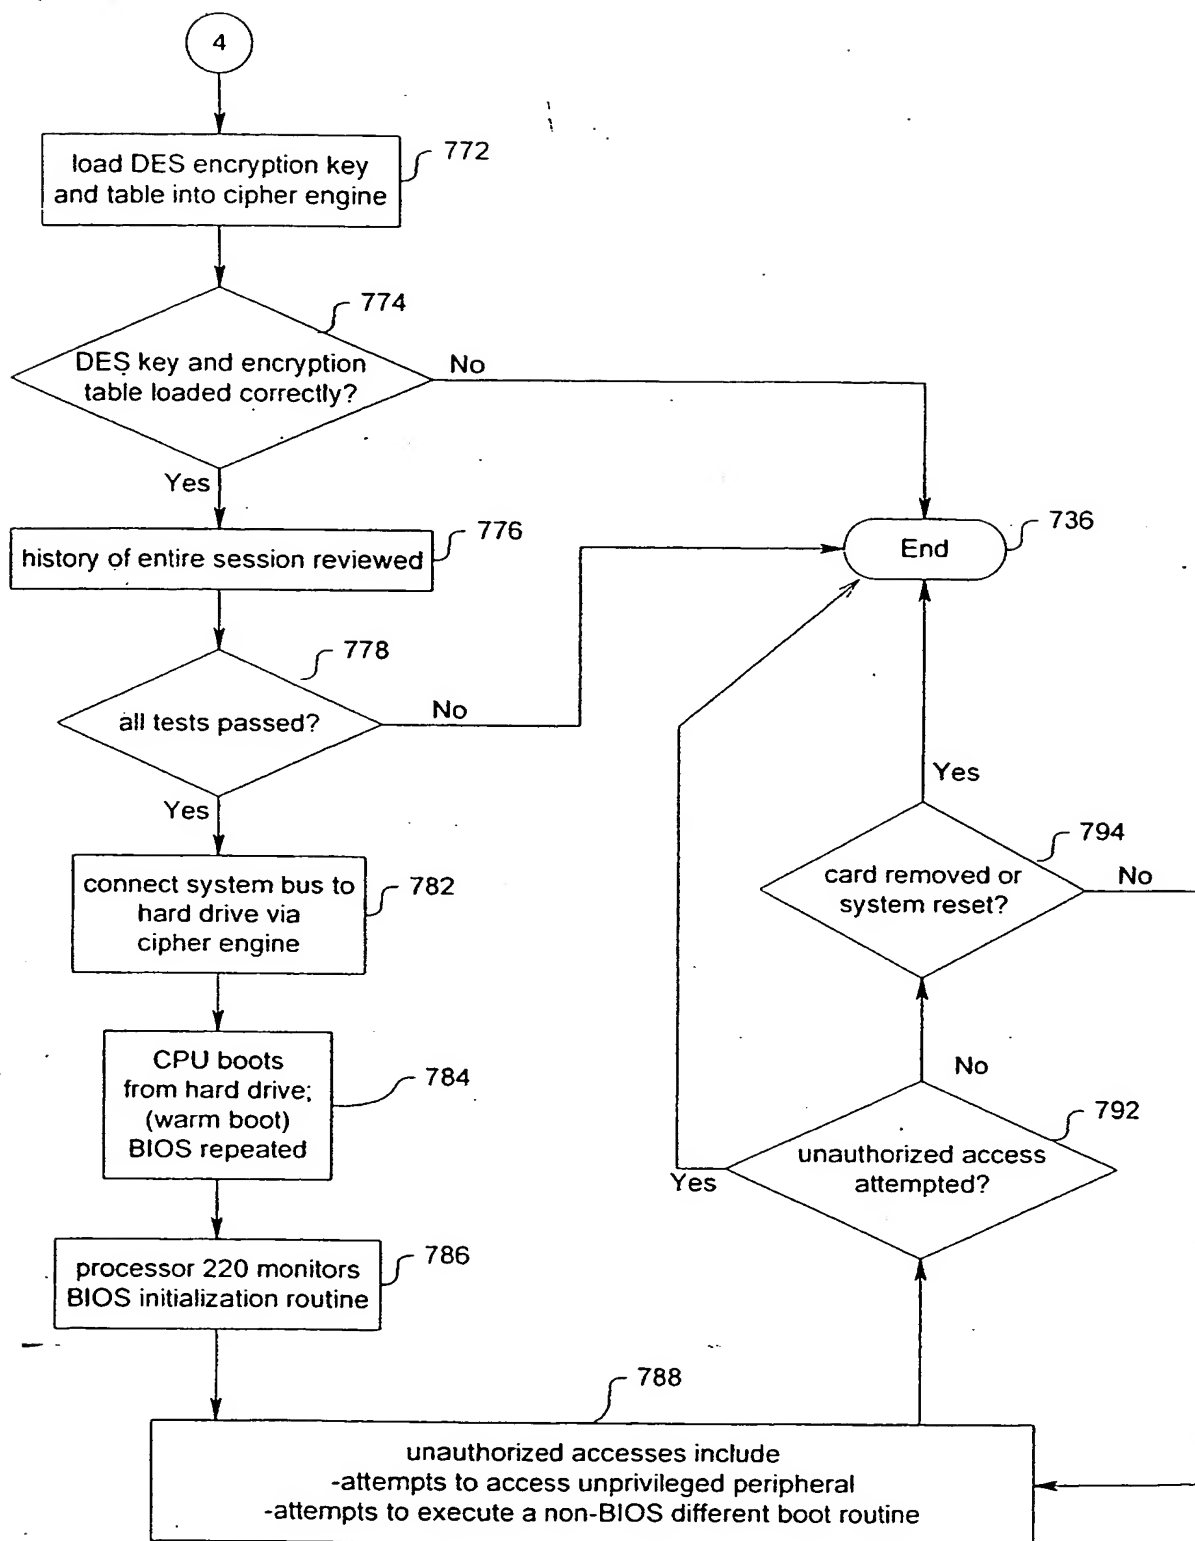 4
load DES encryption key
and table into cipher engine
772
774
DES key and encryption
table loaded correctly?
No
Yes
history of entire session reviewed
776
End
736
778
all tests passed?
No
Yes
connect system bus to
hard drive via
cipher engine
782
CPU boots
from hard drive;
(warm boot)
BIOS repeated
784
processor 220 monitors
BIOS initialization routine
786
788
unauthorized accesses include
-attempts to access unprivileged peripheral
-attempts to execute a non-BIOS different boot routine
792
unauthorized access
attempted?
Yes
No
794
card removed or
system reset?
No
Yes